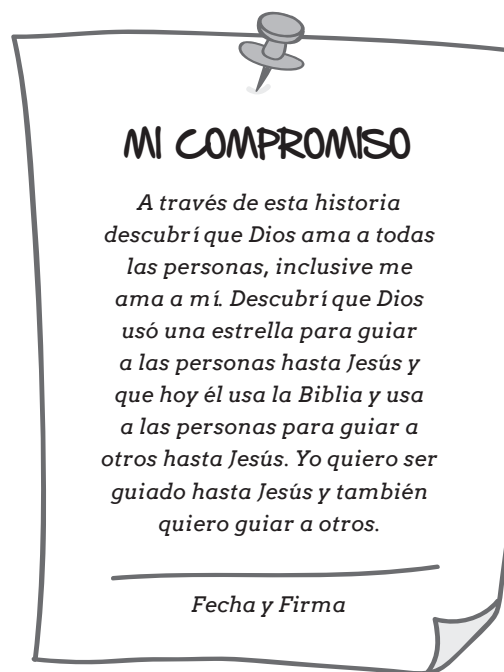 MI COMPROMISO
A través de esta historia
descubrí que Dios ama a todas
las personas, inclusive me
ama a mí. Descubrí que Dios
usó una estrella para guiar
a las personas hasta Jesús y
que hoy él usa la Biblia y usa
a las personas para guiar a
otros hasta Jesús. Yo quiero ser
guiado hasta Jesús y también
quiero guiar a otros.
Fecha y Firma